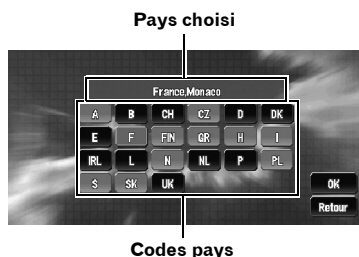 Pays choisi
France,Monaco
A B CH CZ D DK
E F FIN GR H I
IRL L N NL P PL
S SK UK
OK
Retour
Codes pays